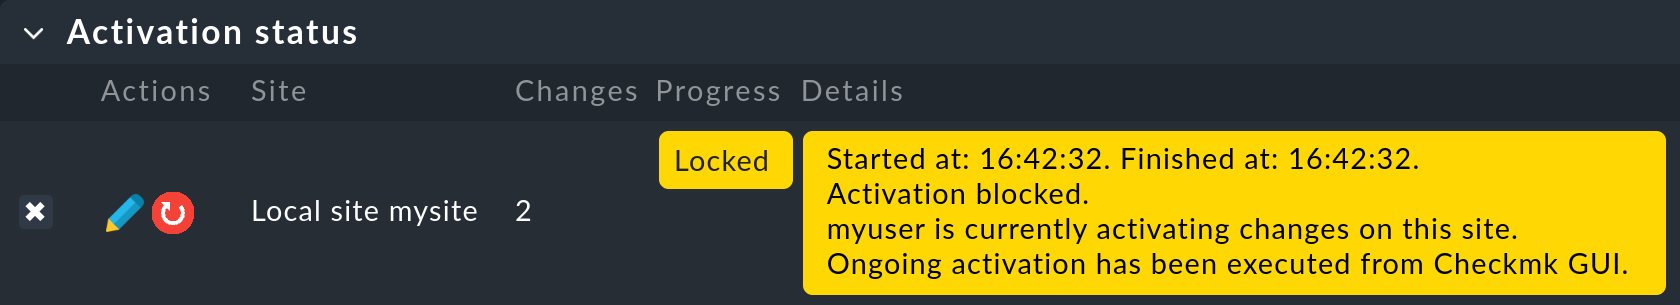 Activation status
Actions Site Changes Progress Details
Local site mysite 2 Locked
Started at: 16:42:32. Finished at: 16:42:32.
Activation blocked.
myuser is currently activating changes on this site.
Ongoing activation has been executed from Checkmk GUI.